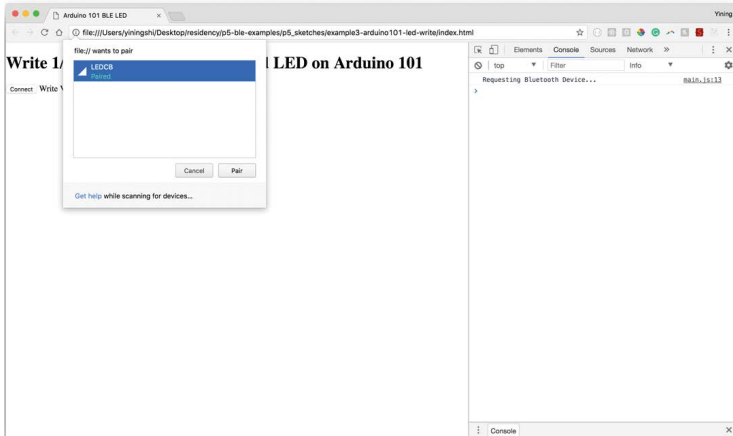 Arduino 101 BLE LED
Yining
file:///Users/yiningshi/Desktop/residency/p5-ble-examples/p5_sketches/example3-arduino101-led-write/index.html
file:// wants to pair
LEDCB
Paired
Write 1/
l LED on Arduino 101
Connect Write V
Cancel Pair
Get help while scanning for devices...
Elements Console Sources Network »
top Filter Info
Requesting Bluetooth Device... main.js:13
Console